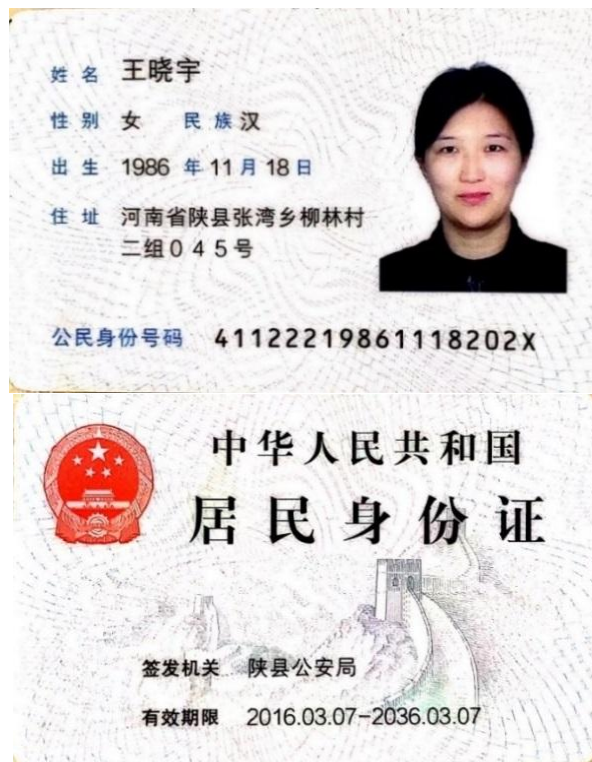 姓名 王晓宇
性别 女 民族 汉
出生 1986 年 11 月 18 日
住址 河南省陕县张湾乡柳林村
二组０４５号
公民身份号码 41122219861118202X
中华人民共和国
居民身份证
签发机关 陕县公安局
有效期限 2016.03.07-2036.03.07